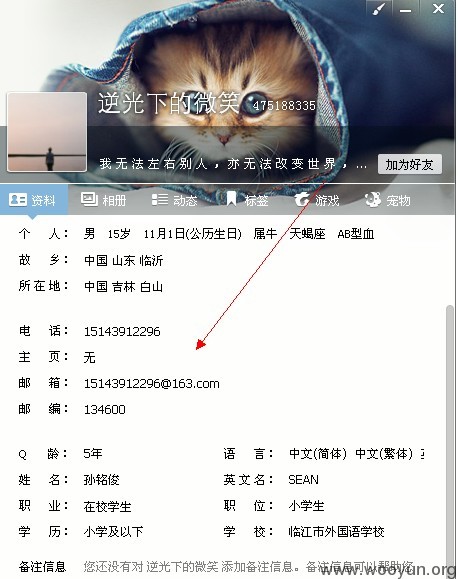 逆光下的微笑 475188335
我无法左右别人，亦无法改变世界，... 加为好友
资料 相册 动态 标签 游戏 宠物
个 人： 男 15岁 11月1日(公历生日) 属牛 天蝎座 AB型血
故 乡： 中国 山东 临沂
所在地： 中国 吉林 白山
电 话： 15143912296
主 页： 无
邮 箱： 15143912296@163.com
邮 编： 134600
Q 龄： 5年 语 言： 中文(简体) 中文(繁体)
姓 名： 孙铭俊 英文名： SEAN
职 业： 在校学生 职 位： 小学生
学 历： 小学及以下 学 校： 临江市外国语学校
备注信息 您还没有对 逆光下的微笑 添加备注信息。备注信息可以帮助您
www.wooyun.org